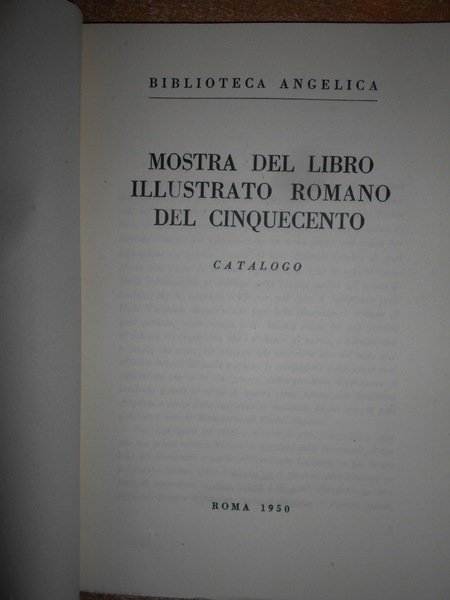 BIBLIOTECA ANGELICA
MOSTRA DEL LIBRO
ILLUSTRATO ROMANO
DEL CINQUECENTO
CATALOGO
ROMA 1950